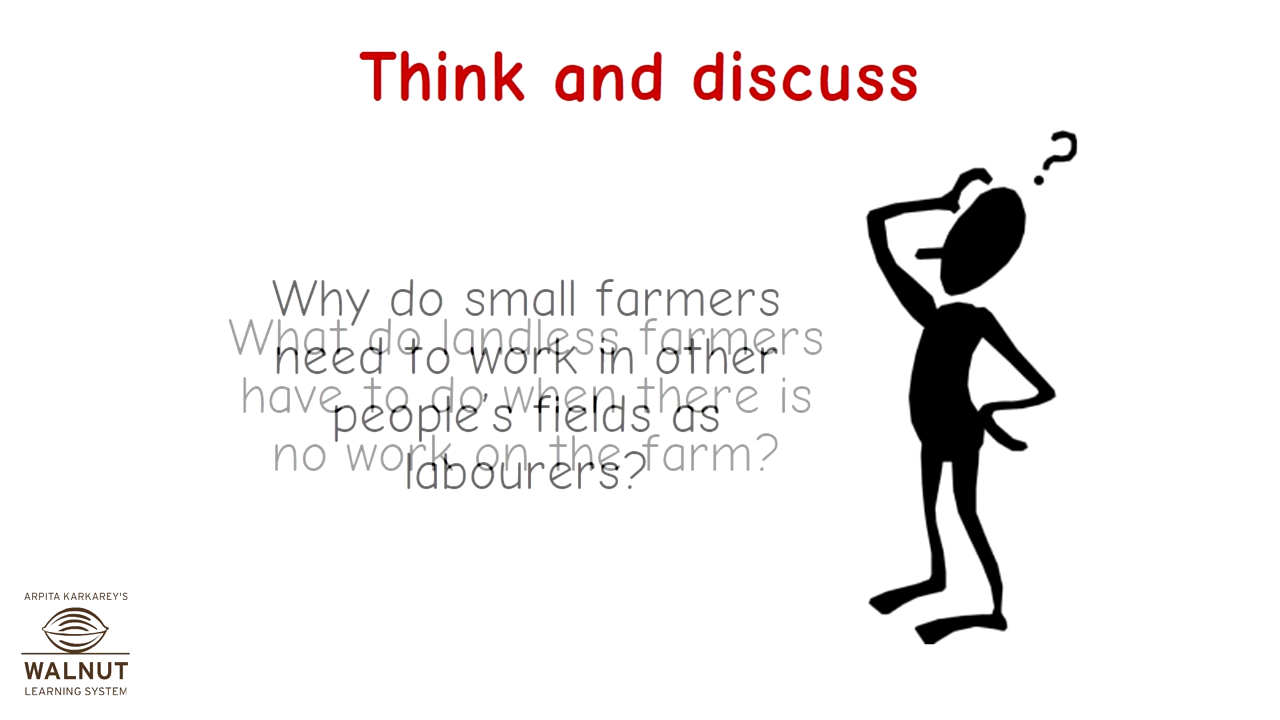 Think and discuss
?
Why do small farmers
need to work in other
people's fields as
labourers?
What do landless farmers
have to do when there is
no work on the farm?
ARPITA KARKAREY'S
WALNUT
LEARNING SYSTEM